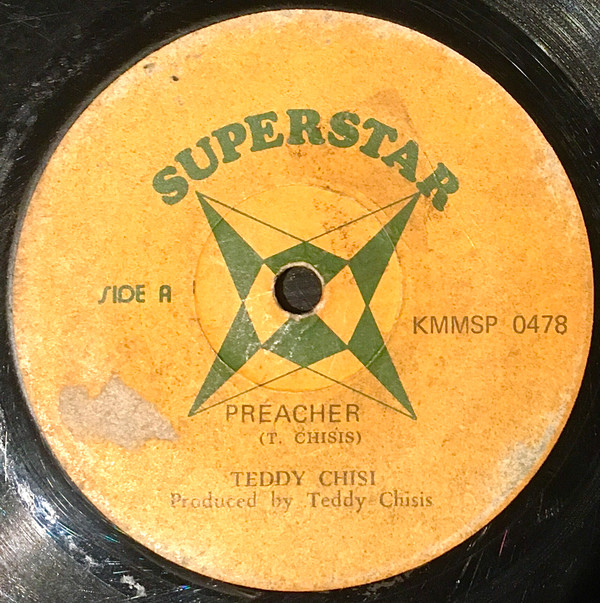 SUPERSTAR
SIDE A
KMMSP 0478
PREACHER
(T. CHISIS)
TEDDY CHISI
Produced by Teddy Chisis